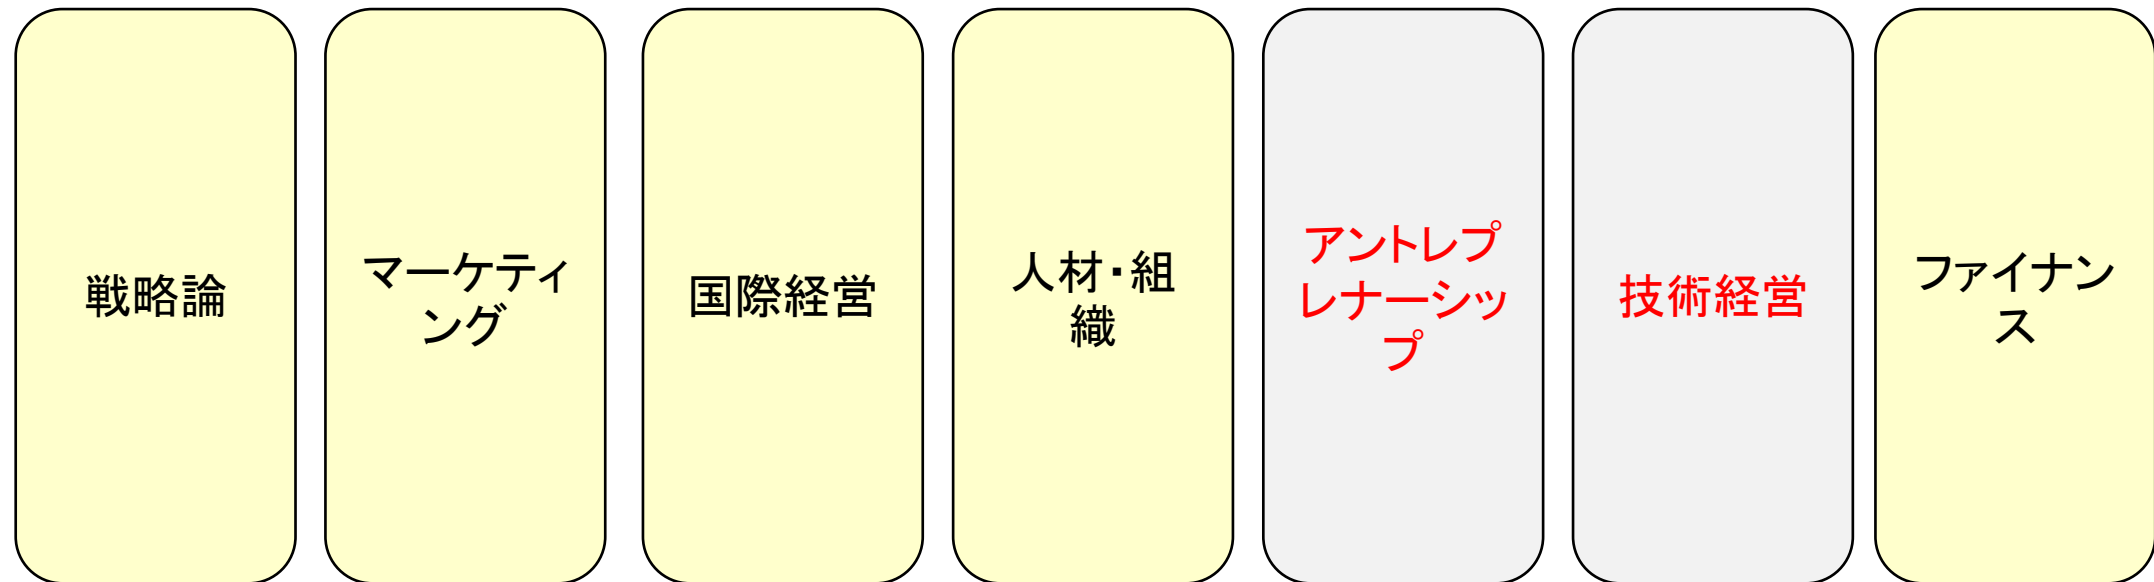 戦略論
マーケティ
ング
国際経営
人材・組
織
アントレプ
レナーシッ
プ
技術経営
ファイナン
ス